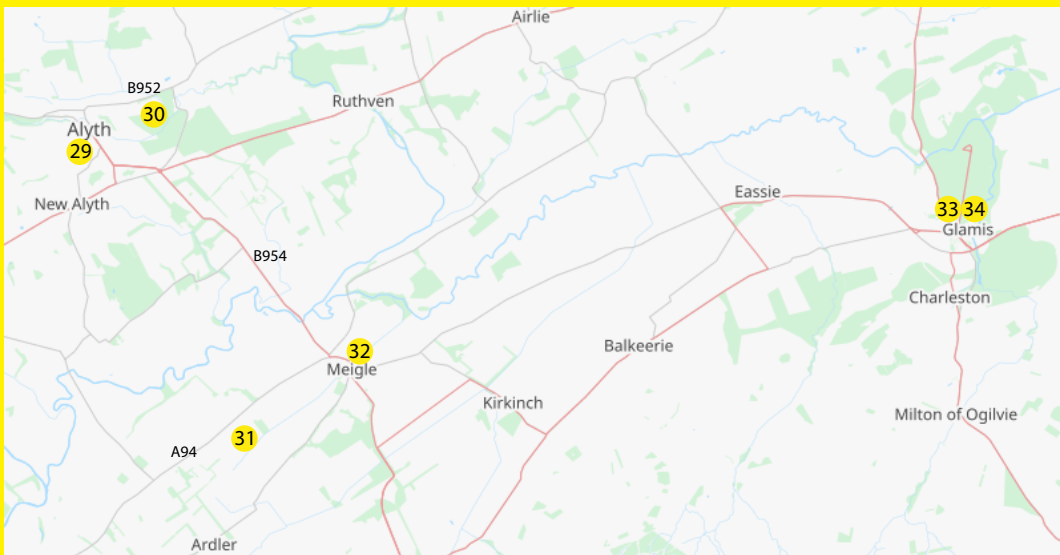 Airlie
B952
30
Ruthven
Alyth
29
Eassie
New Alyth
33 34
Glamis
B954
Charleston
32
Balkeerie
Meigle
Kirkinch
Milton of Ogilvie
31
A94
Ardler